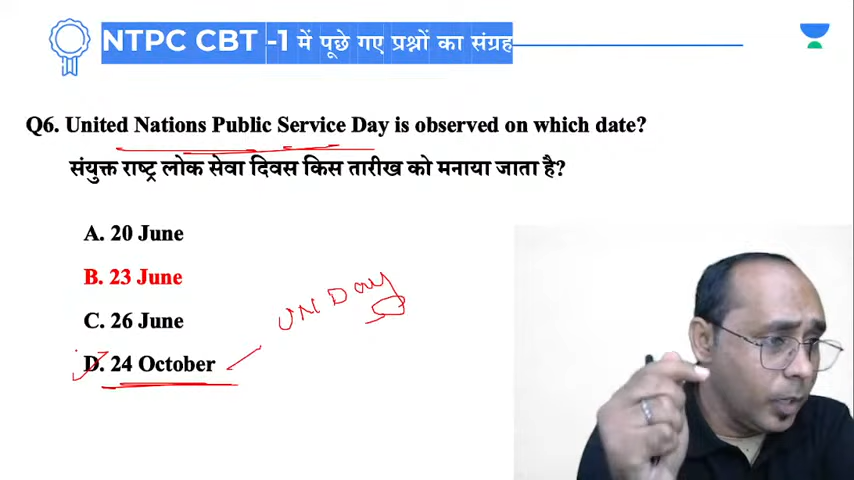 NTPC CBT -1 में पूछे गए प्रश्नों का संग्रह
Q6. United Nations Public Service Day is observed on which date?
संयुक्त राष्ट्र लोक सेवा दिवस किस तारीख को मनाया जाता है?
A. 20 June
B. 23 June
UN Day
C. 26 June
D. 24 October